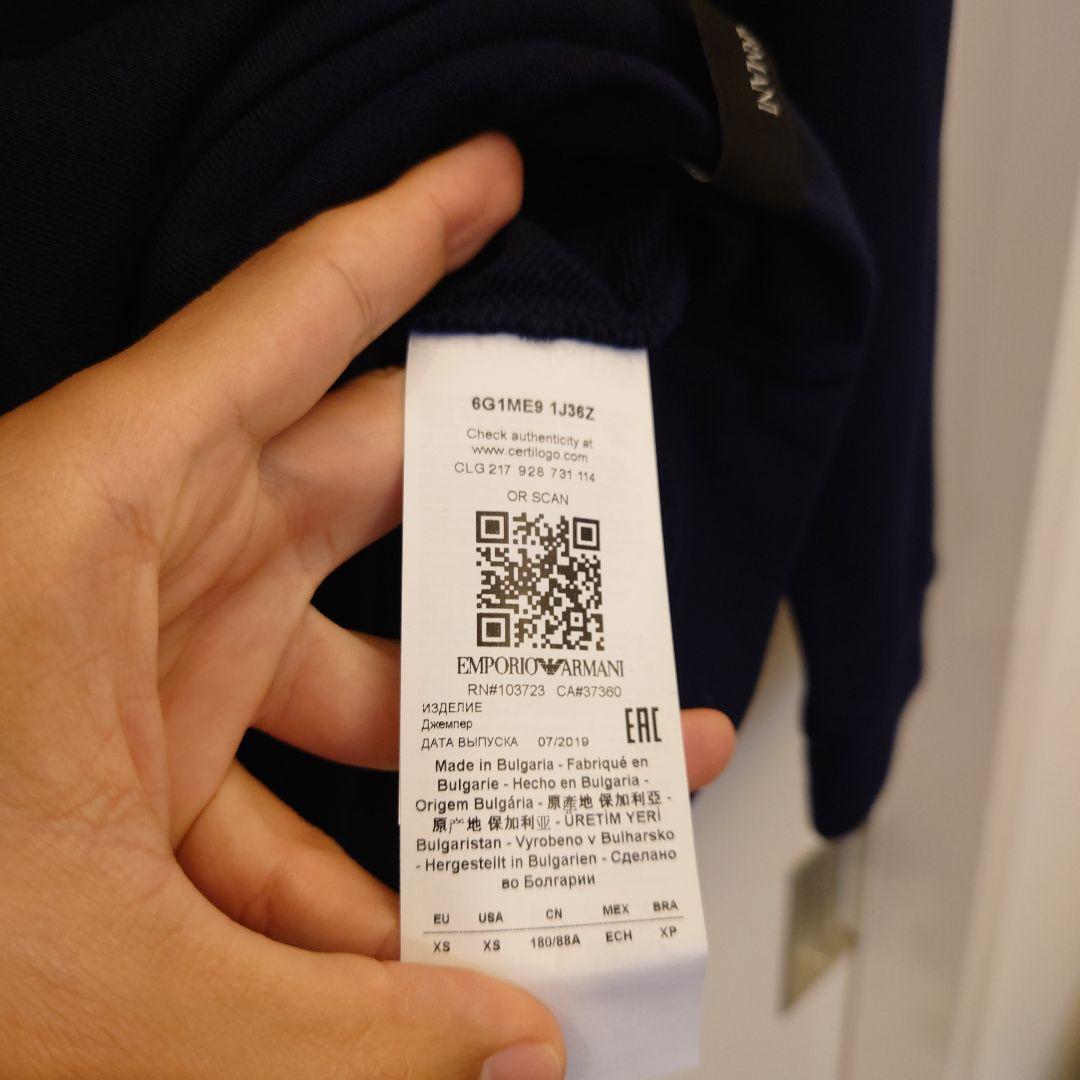 RMANI
6G1ME9 1J36Z
Check authenticity at
www.certilogo.com
CLG 217 928 731 114
OR SCAN
EMPORIO ARMANI
RN#103723 CA#37360
ИЗДЕЛИЕ
Джемпер
ДАТА ВЫПУСКА 07/2019
EAC
Made in Bulgaria - Fabriqué en
Bulgarie - Hecho en Bulgaria -
Origem Bulgária - 原產地 保加利亞 -
原产地 保加利亚 - ÜRETİM YERİ
Bulgaristan - Vyrobeno v Bulharsko
- Hergestellt in Bulgarien - Сделано
во Болгарии
EU USA CN MEX BRA
XS XS 180/88A ECH XP